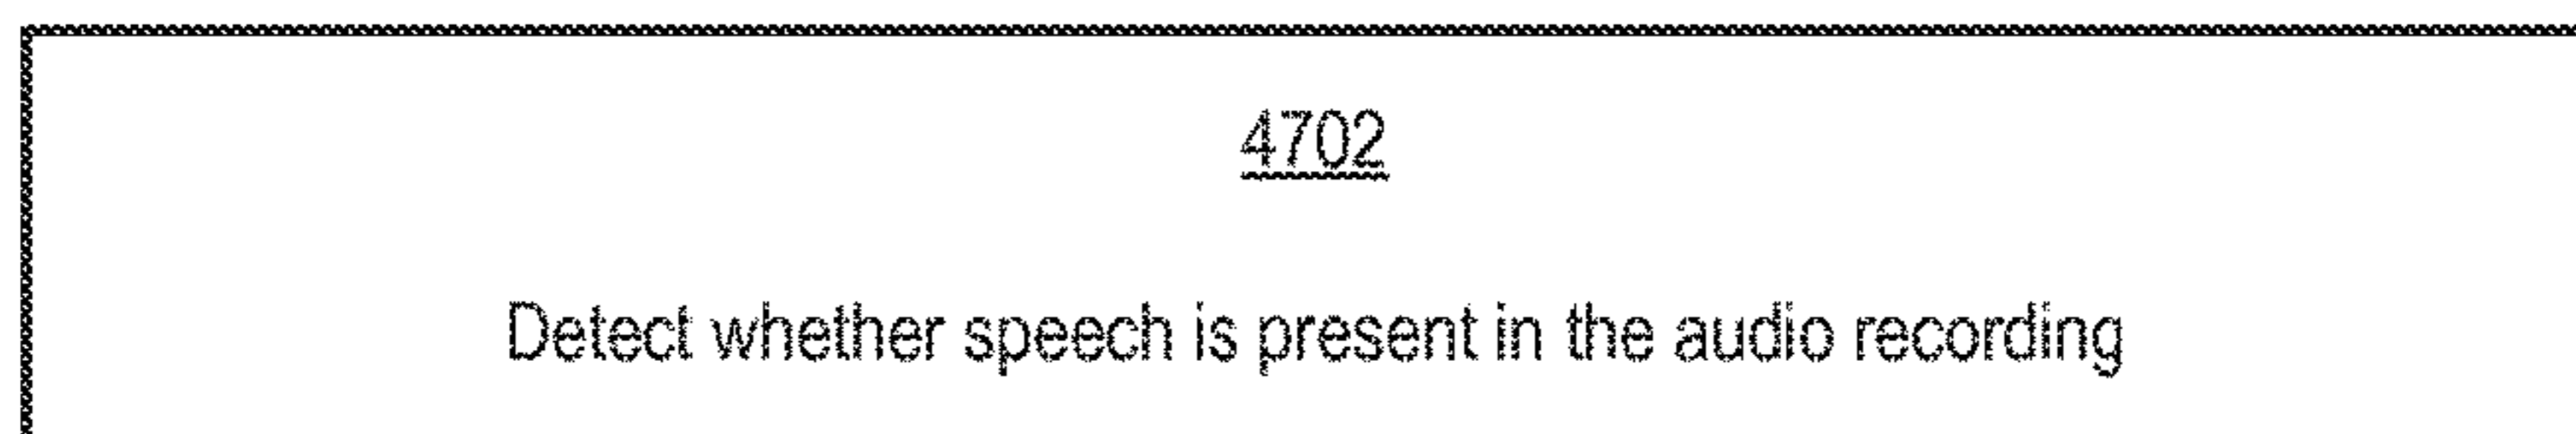 4702
Detect whether speech is present in the audio recording